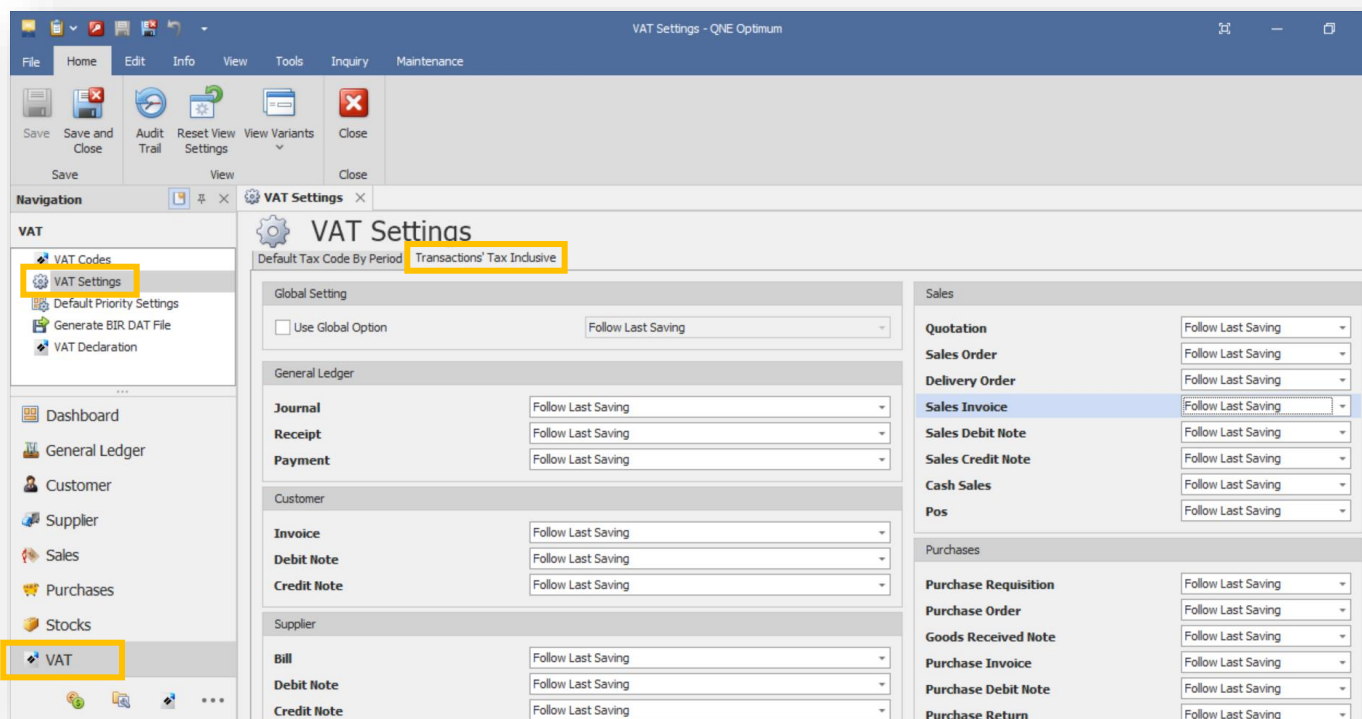 VAT Settings - QNE Optimum
File Home Edit Info View Tools Inquiry Maintenance
Save Save and Close Audit Trail Reset View Settings View Variants Close
Save View Close
Navigation
VAT
VAT Codes
VAT Settings
Default Priority Settings
Generate BIR DAT File
VAT Declaration
Dashboard
General Ledger
Customer
Supplier
Sales
Purchases
Stocks
VAT
VAT Settings
VAT Settings
Default Tax Code By Period Transactions' Tax Inclusive
Global Setting
Use Global Option Follow Last Saving
General Ledger
Journal Follow Last Saving
Receipt Follow Last Saving
Payment Follow Last Saving
Customer
Invoice Follow Last Saving
Debit Note Follow Last Saving
Credit Note Follow Last Saving
Supplier
Bill Follow Last Saving
Debit Note Follow Last Saving
Credit Note Follow Last Saving
Sales
Quotation Follow Last Saving
Sales Order Follow Last Saving
Delivery Order Follow Last Saving
Sales Invoice Follow Last Saving
Sales Debit Note Follow Last Saving
Sales Credit Note Follow Last Saving
Cash Sales Follow Last Saving
Pos Follow Last Saving
Purchases
Purchase Requisition Follow Last Saving
Purchase Order Follow Last Saving
Goods Received Note Follow Last Saving
Purchase Invoice Follow Last Saving
Purchase Debit Note Follow Last Saving
Purchase Return Follow Last Saving